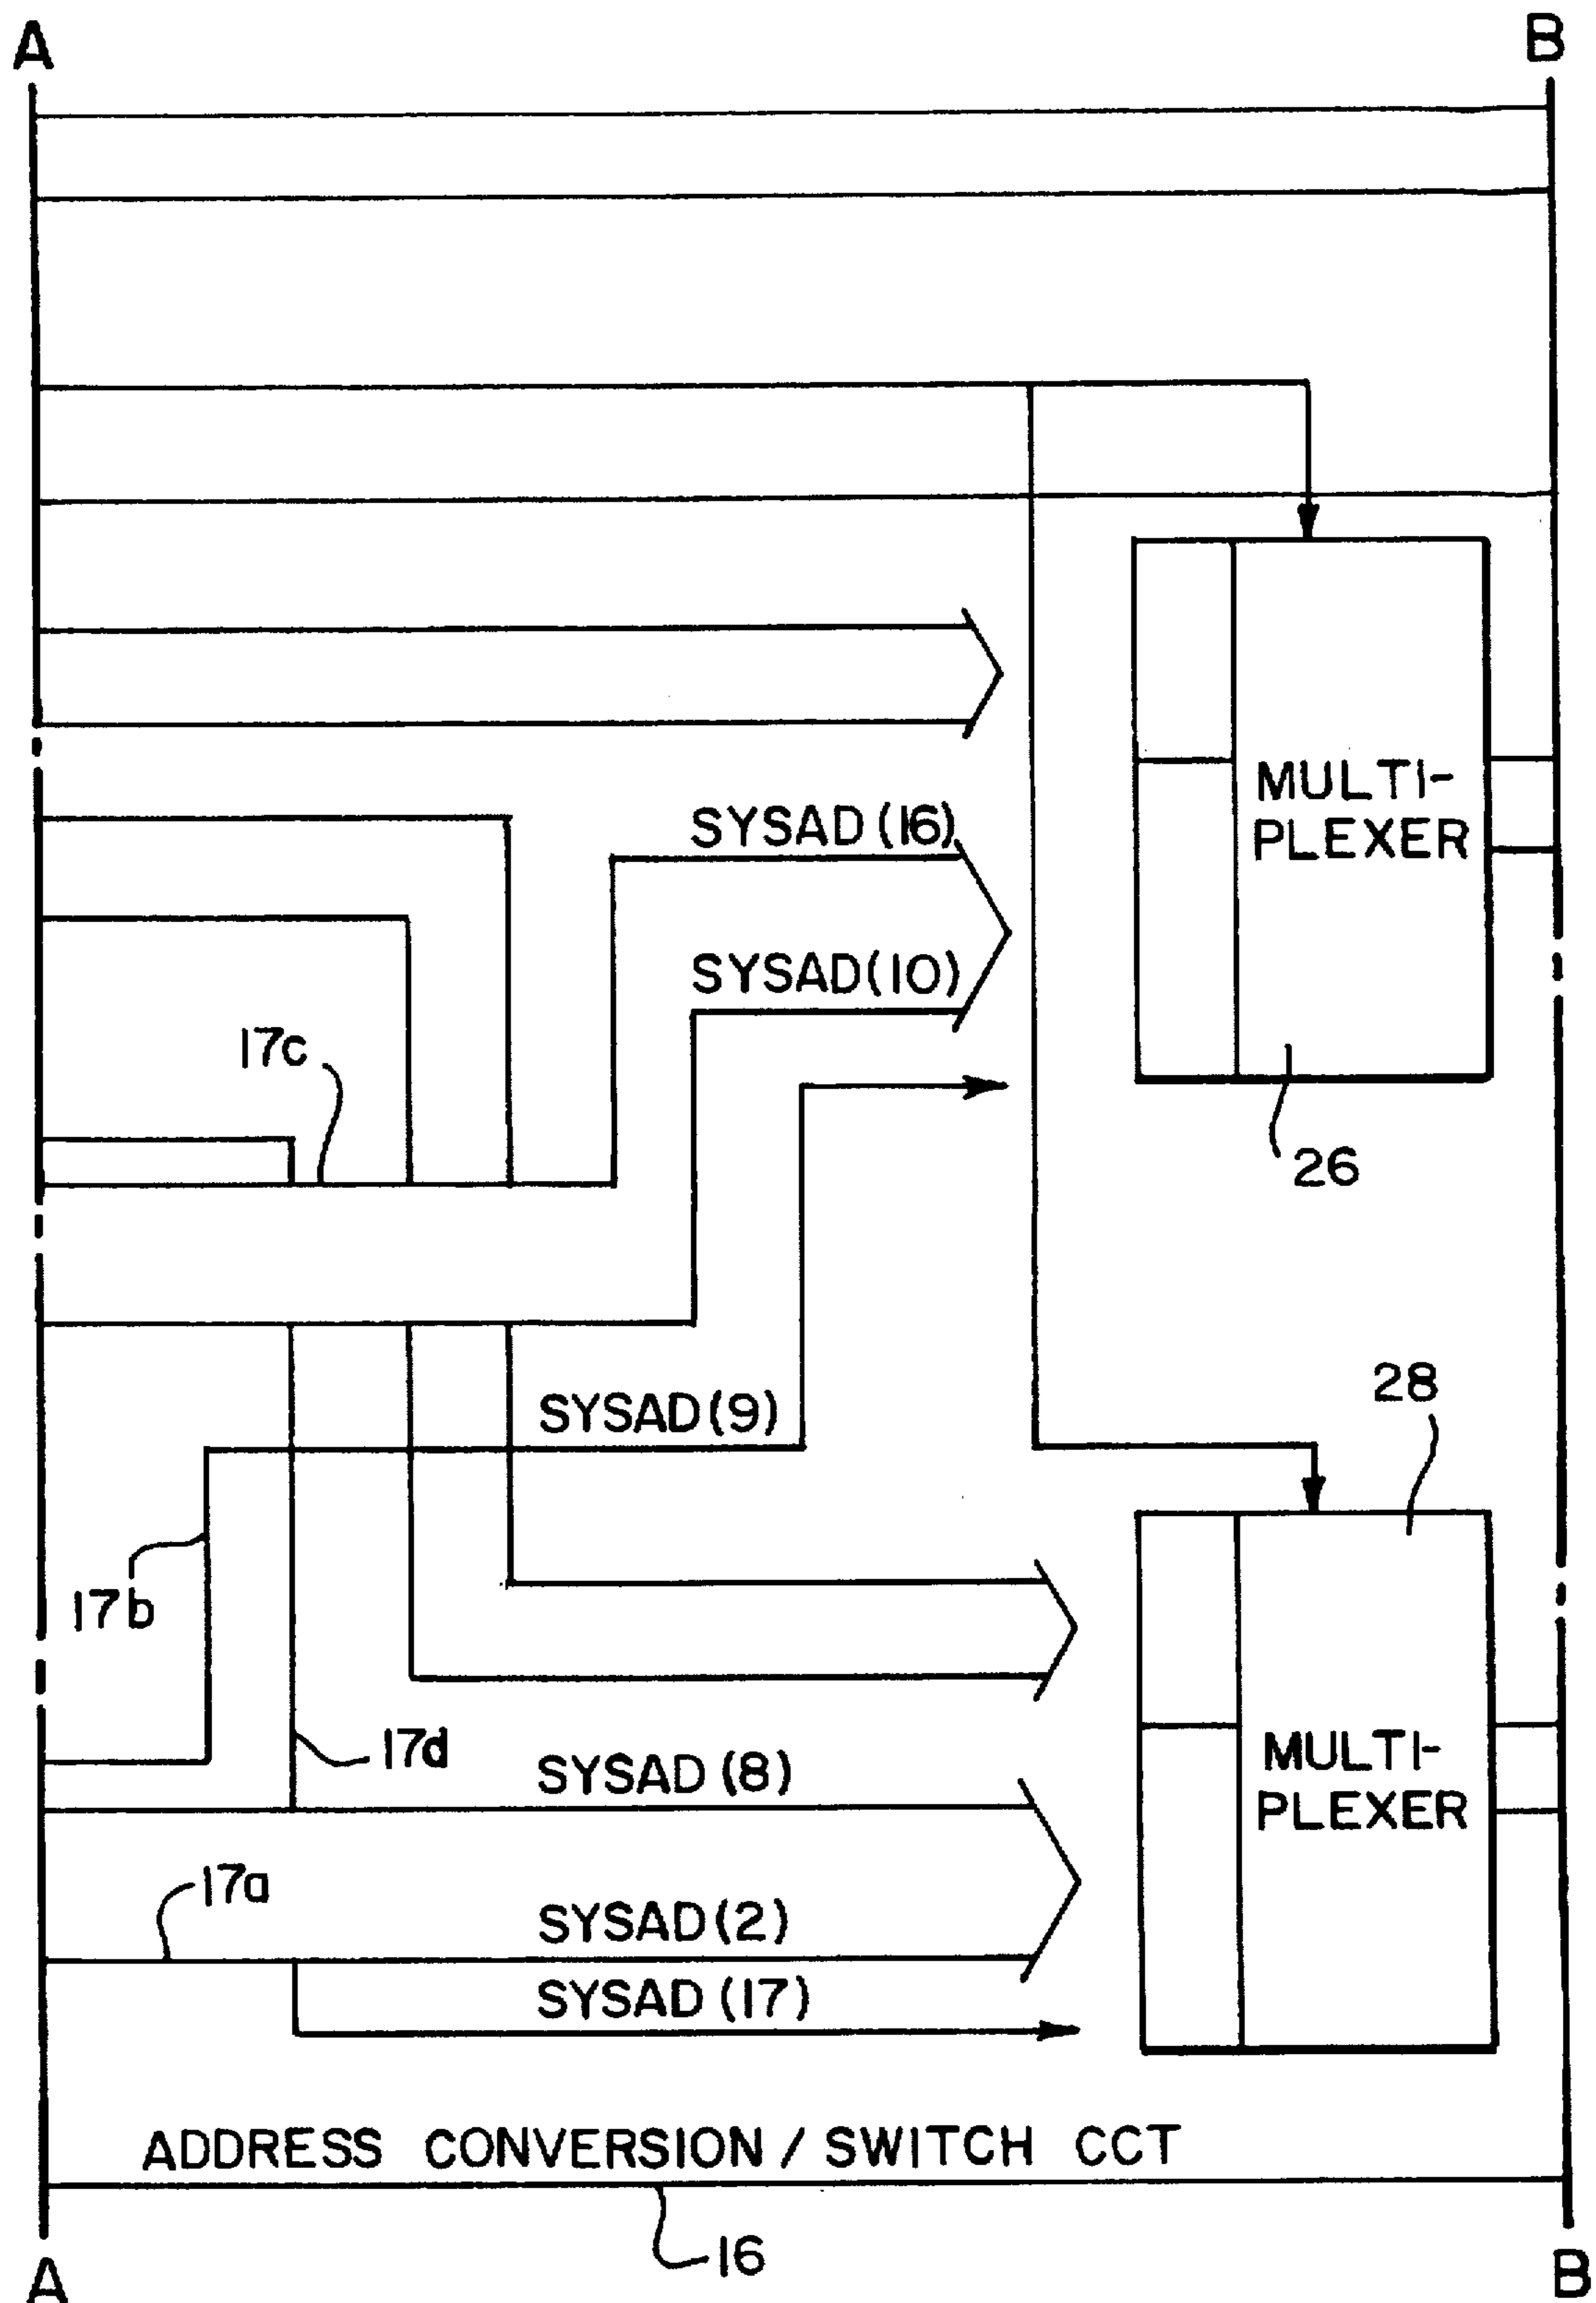 A
B
MULTI-
PLEXER
SYSAD (16)
SYSAD (10)
17c
26
SYSAD (9)
28
17b
17d
SYSAD (8)
MULTI-
PLEXER
17a
SYSAD (2)
SYSAD (17)
ADDRESS CONVERSION / SWITCH CCT
16
A
B